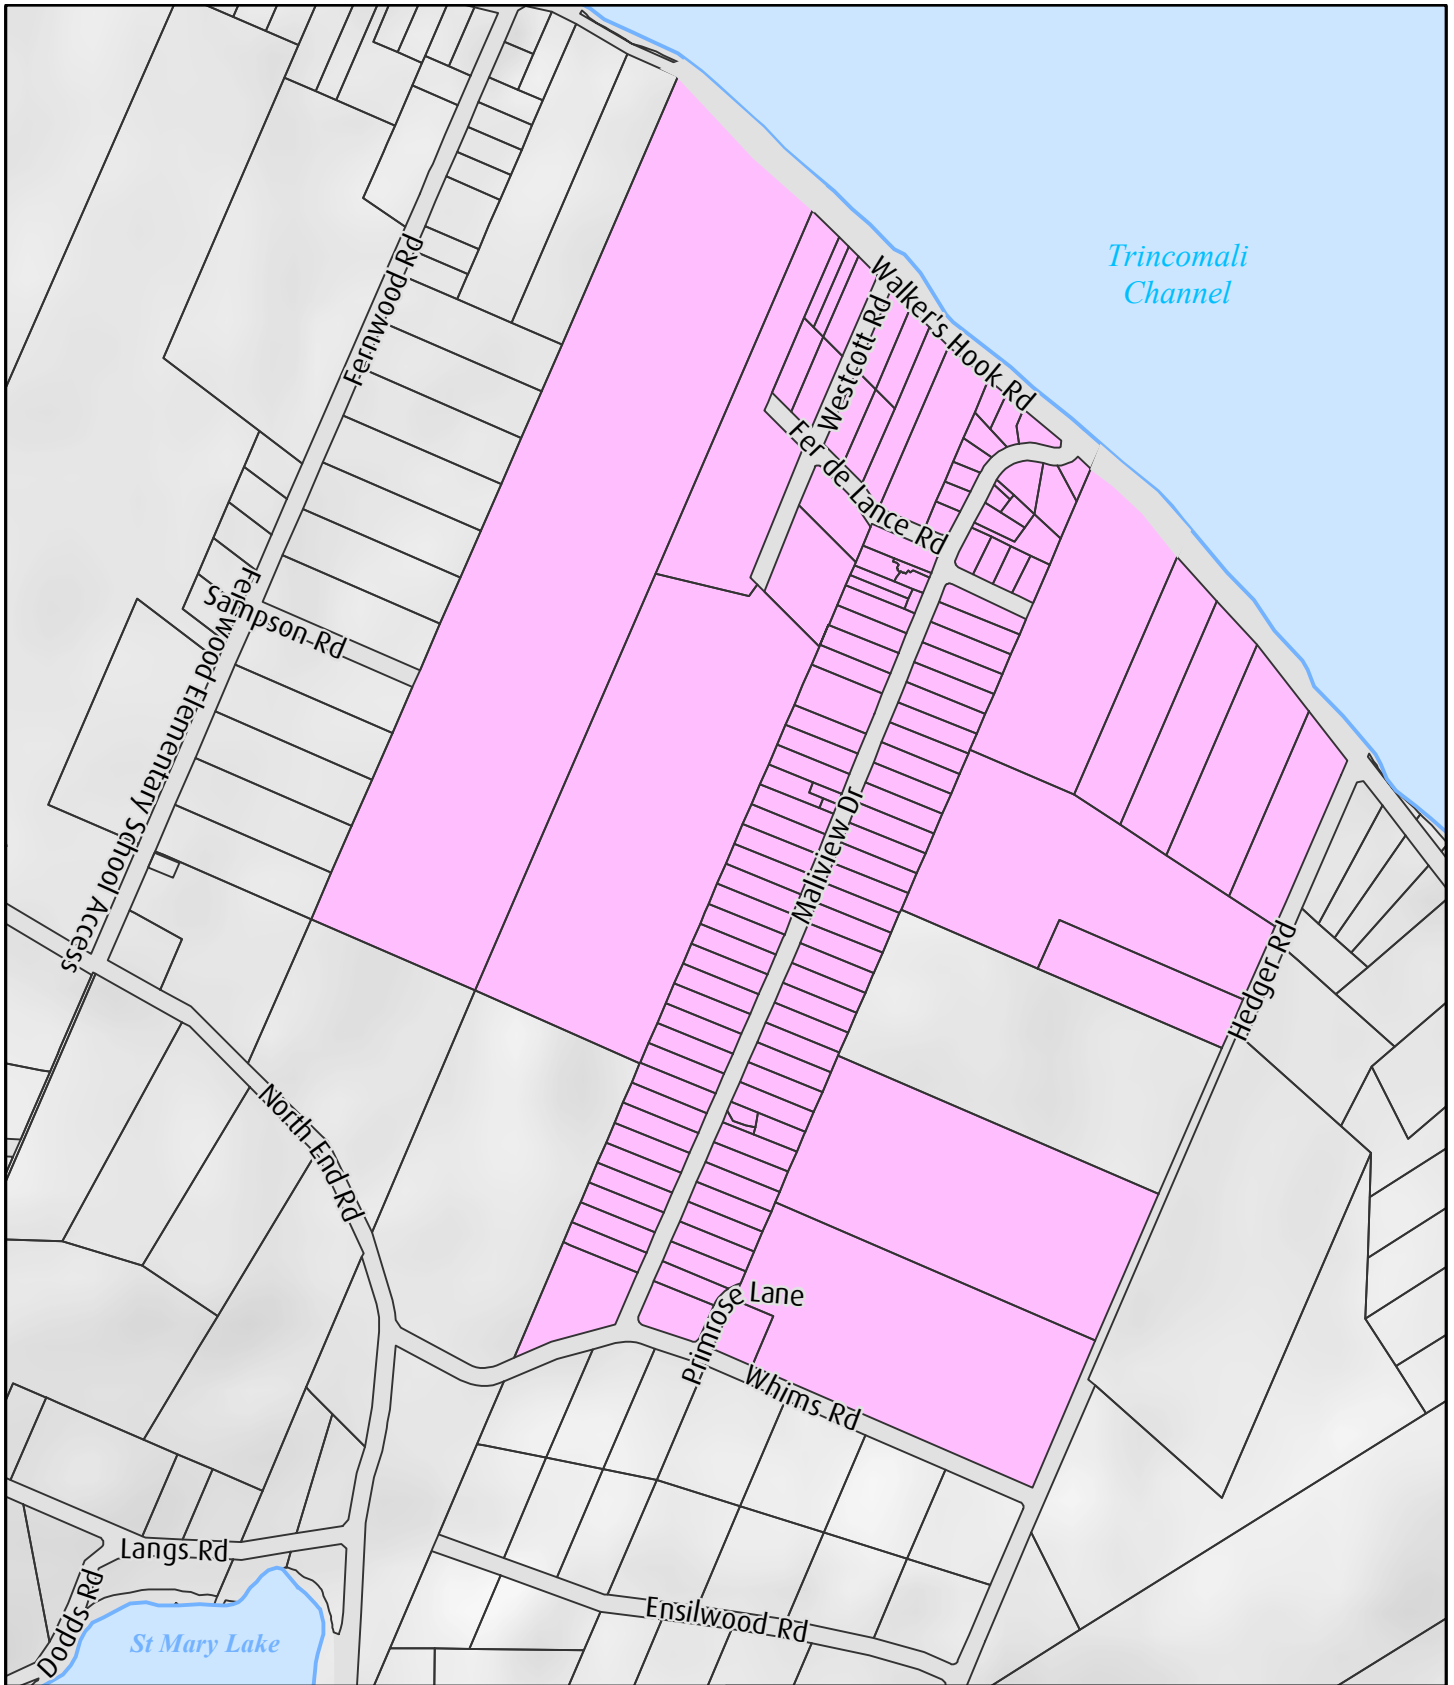 Trincomali
Channel
Walker's Hook Rd
Westcott Rd
Fernwood Rd
Fer de Lance Rd
Fernwood Elementary School Access
Sampson Rd
Maliview Dr
Hedger Rd
North End Rd
Primrose Lane
Whims Rd
Langs Rd
Dodds Rd
Ensilwood Rd
St Mary Lake